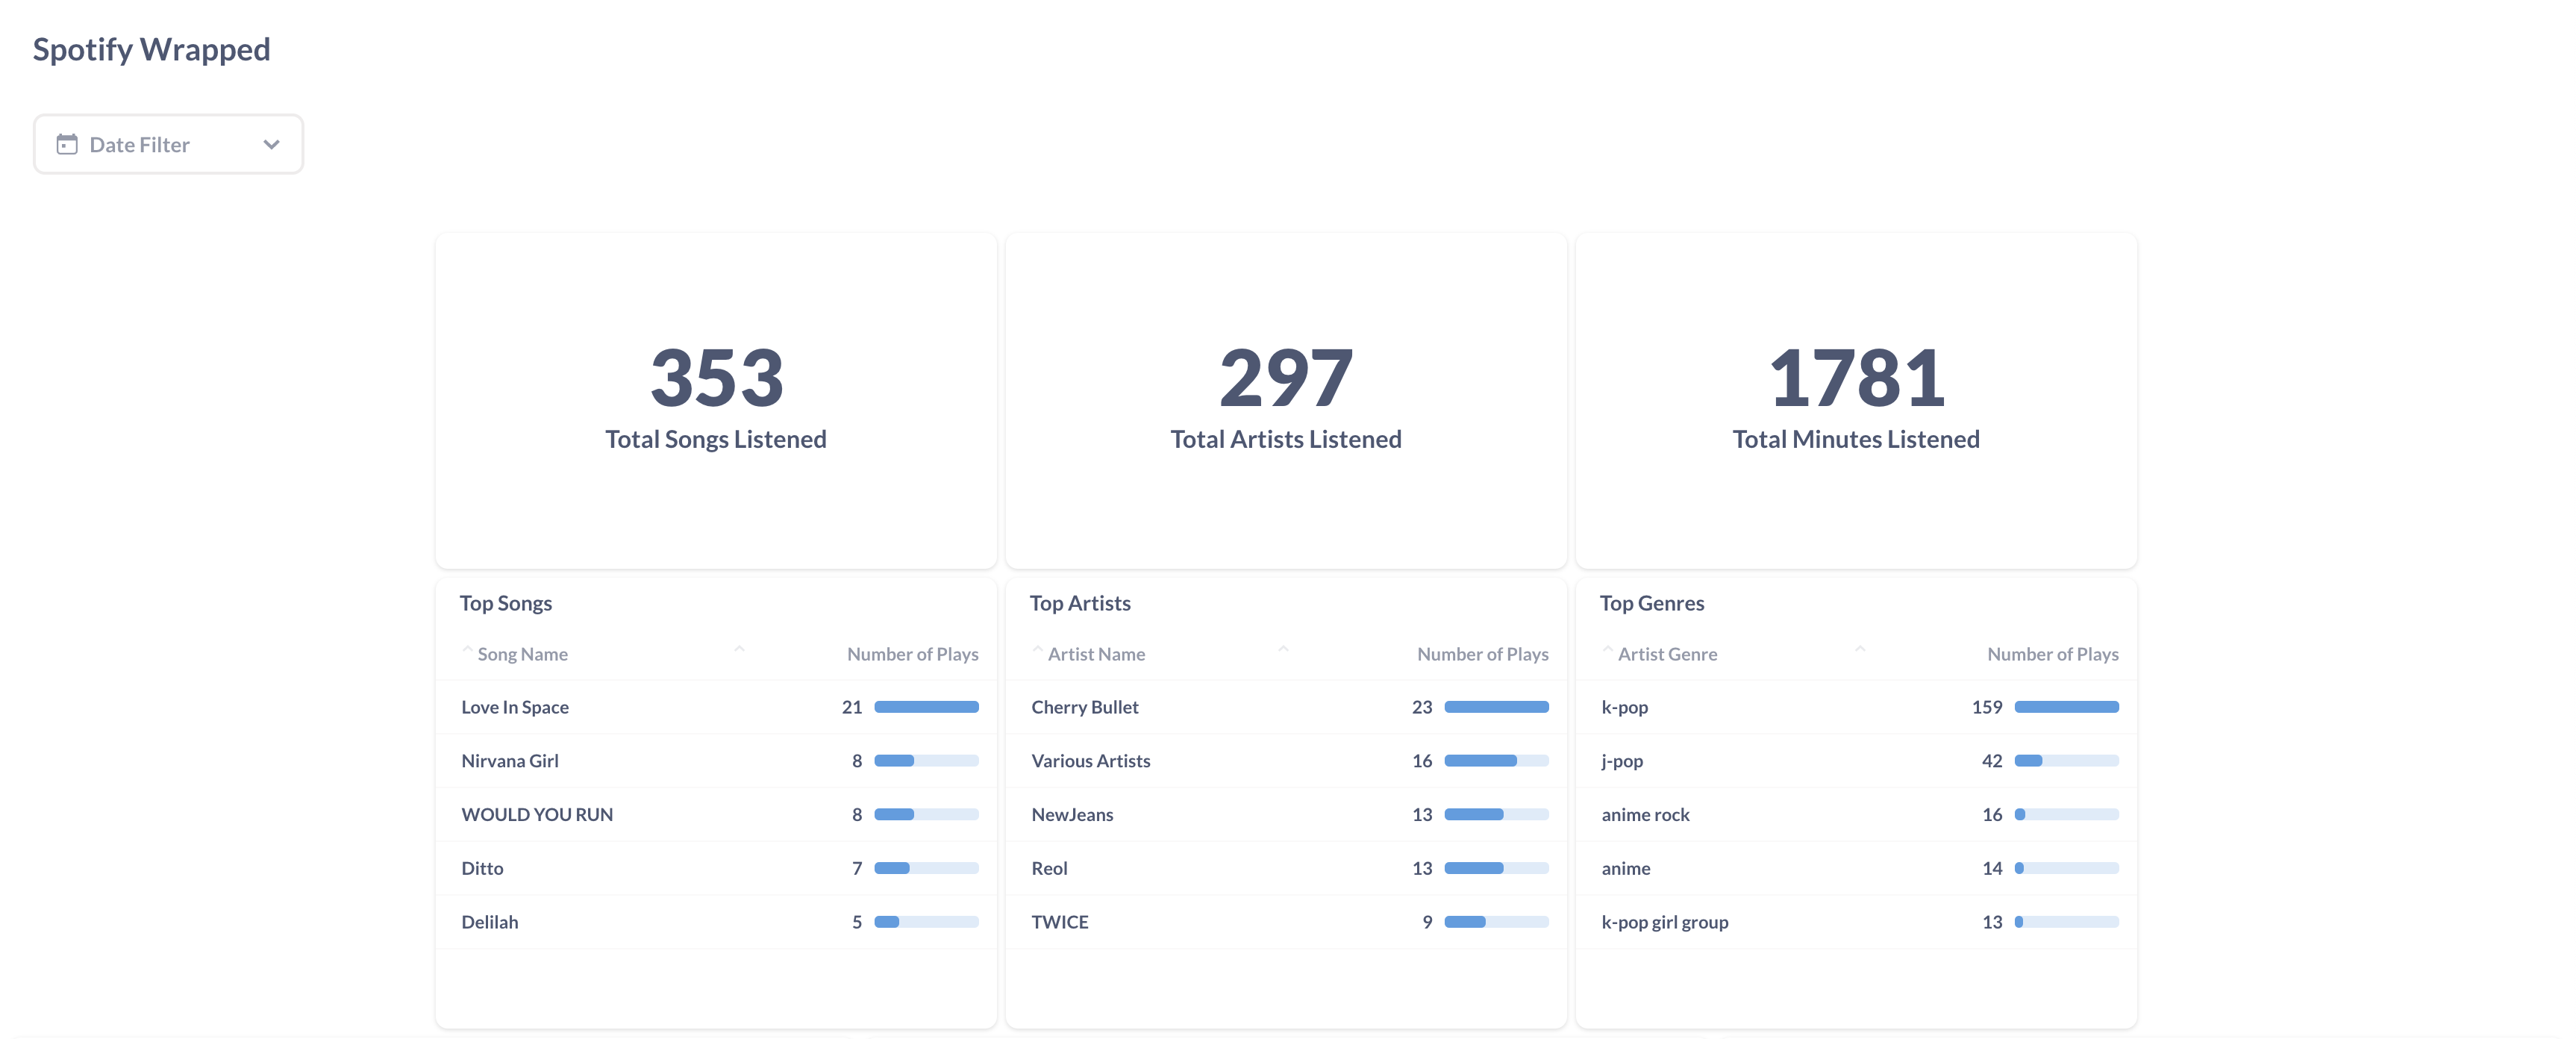 Spotify Wrapped
Date Filter
353
Total Songs Listened
297
Total Artists Listened
1781
Total Minutes Listened
Top Songs
Song Name Number of Plays
Love In Space 21
Nirvana Girl 8
WOULD YOU RUN 8
Ditto 7
Delilah 5
Top Artists
Artist Name Number of Plays
Cherry Bullet 23
Various Artists 16
NewJeans 13
Reol 13
TWICE 9
Top Genres
Artist Genre Number of Plays
k-pop 159
j-pop 42
anime rock 16
anime 14
k-pop girl group 13